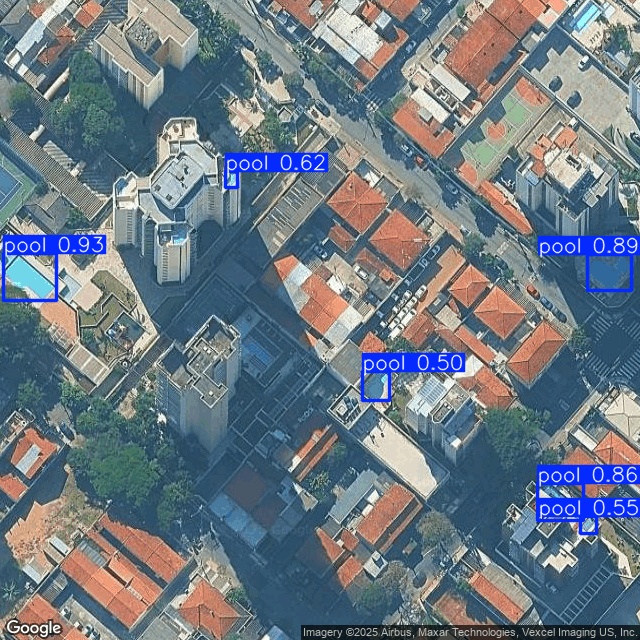 pool 0.62
pool 0.93
pool 0.89
pool 0.50
pool 0.86
pool 0.55
Google
Imagery ©2025 Airbus, Maxar Technologies, Vexcel Imaging US, Inc